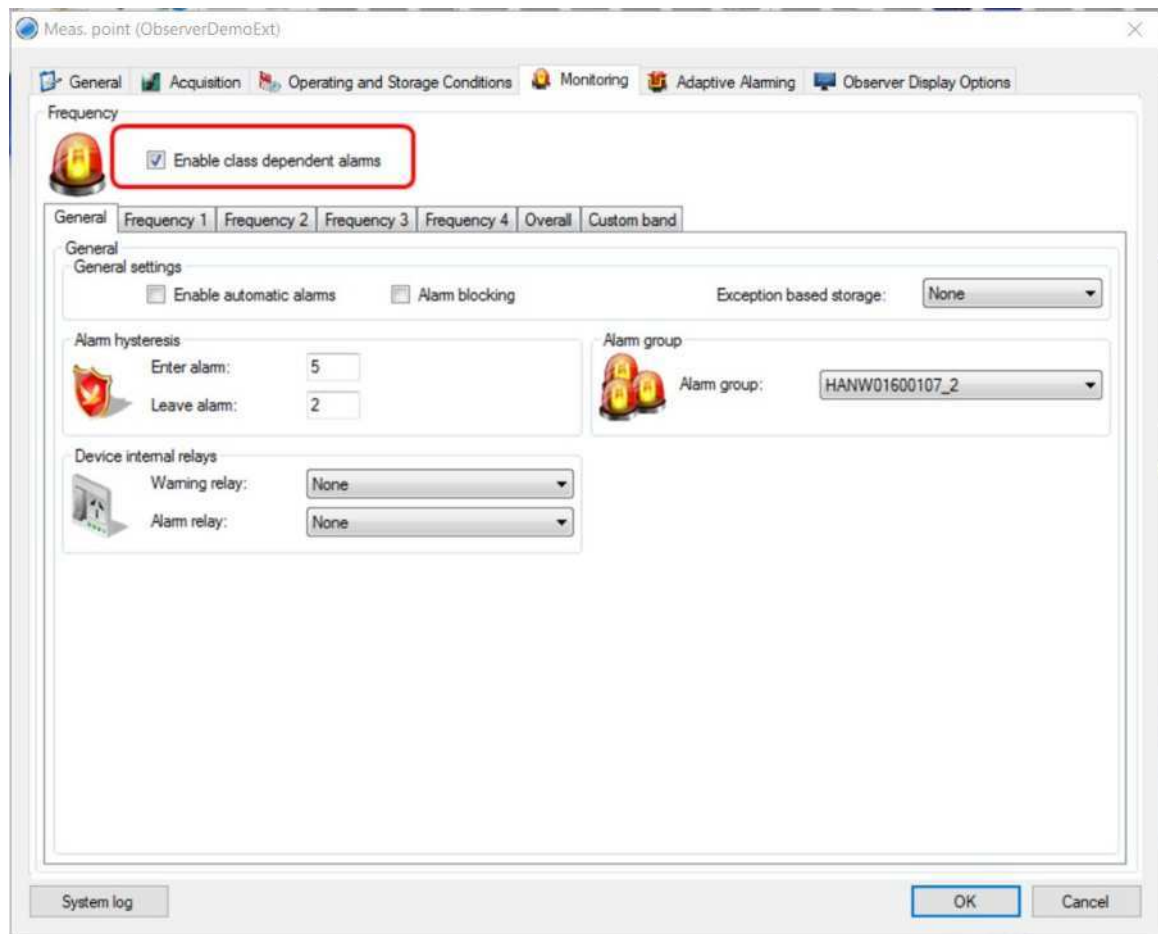 Meas. point (ObserverDemoExt)
General Acquisition Operating and Storage Conditions Monitoring Adaptive Alarming Observer Display Options
Frequency
Enable class dependent alarms
General Frequency 1 Frequency 2 Frequency 3 Frequency 4 Overall Custom band
General
General settings
Enable automatic alarms Alarm blocking Exception based storage: None
Alarm hysteresis Alarm group
Enter alarm: 5
Alarm group: HANW01600107_2
Leave alarm: 2
Device internal relays
Warning relay: None
Alarm relay: None
System log OK Cancel